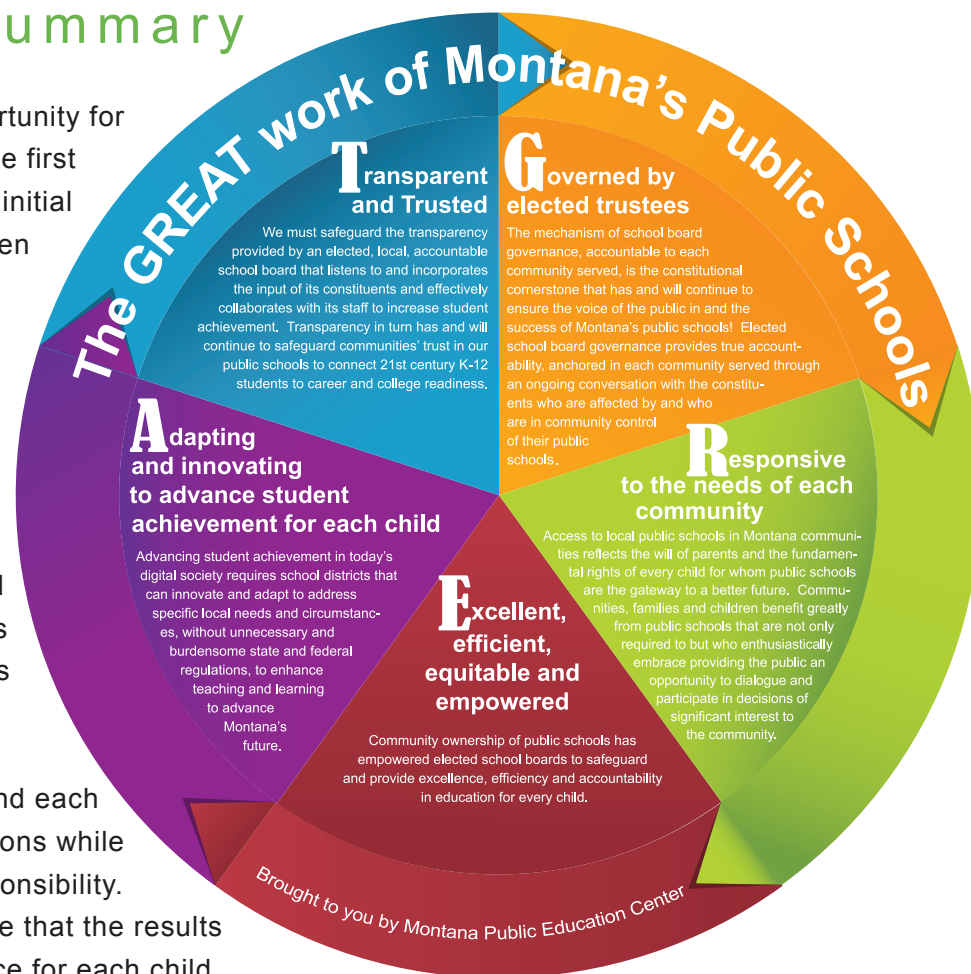 ummary
rtunity for
e first
initial
en
l
s
s
nd each
ons while
onsibility.
e that the results
ce for each child
The GREAT work of Montana's Public Schools
Transparent
and Trusted
We must safeguard the transparency
provided by an elected, local, accountable
school board that listens to and incorporates
the input of its constituents and effectively
collaborates with its staff to increase student
achievement.  Transparency in turn has and will
continue to safeguard communities' trust in our
public schools to connect 21st century K-12
students to career and college readiness.
Governed by
elected trustees
The mechanism of school board
governance, accountable to each
community served, is the constitutional
cornerstone that has and will continue to
ensure the voice of the public in and the
success of Montana's public schools!  Elected
school board governance provides true account-
ability, anchored in each community served through
an ongoing conversation with the constitu-
ents who are affected by and who
are in community control
of their public
schools.
Responsive
to the needs of each
community
Access to local public schools in Montana communi-
ties reflects the will of parents and the fundamen-
tal rights of every child for whom public schools
are the gateway to a better future.  Commu-
nities, families and children benefit greatly
from public schools that are not only
required to but who enthusiastically
embrace providing the public an
opportunity to dialogue and
participate in decisions of
significant interest to
the community.
Excellent,
efficient,
equitable and
empowered
Community ownership of public schools has
empowered elected school boards to safeguard
and provide excellence, efficiency and accountability
in education for every child.
Adapting
and innovating
to advance student
achievement for each child
Advancing student achievement in today's
digital society requires school districts that
can innovate and adapt to address
specific local needs and circumstanc-
es, without unnecessary and
burdensome state and federal
regulations, to enhance
teaching and learning
to advance
Montana's
future.
Brought to you by Montana Public Education Center